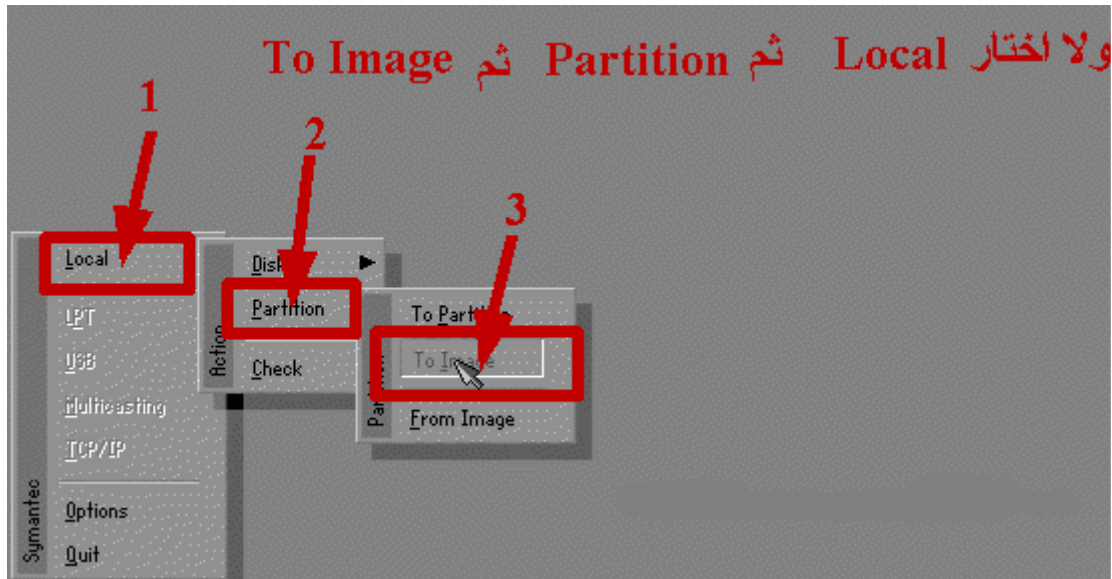 ولا اختار Local ثم Partition ثم To Image
1
2
3
Local
LPT
USB
Multicasting
TCP/IP
Options
Quit
Symantec
Disk
Partition
Check
Action
To Partition
To Image
From Image